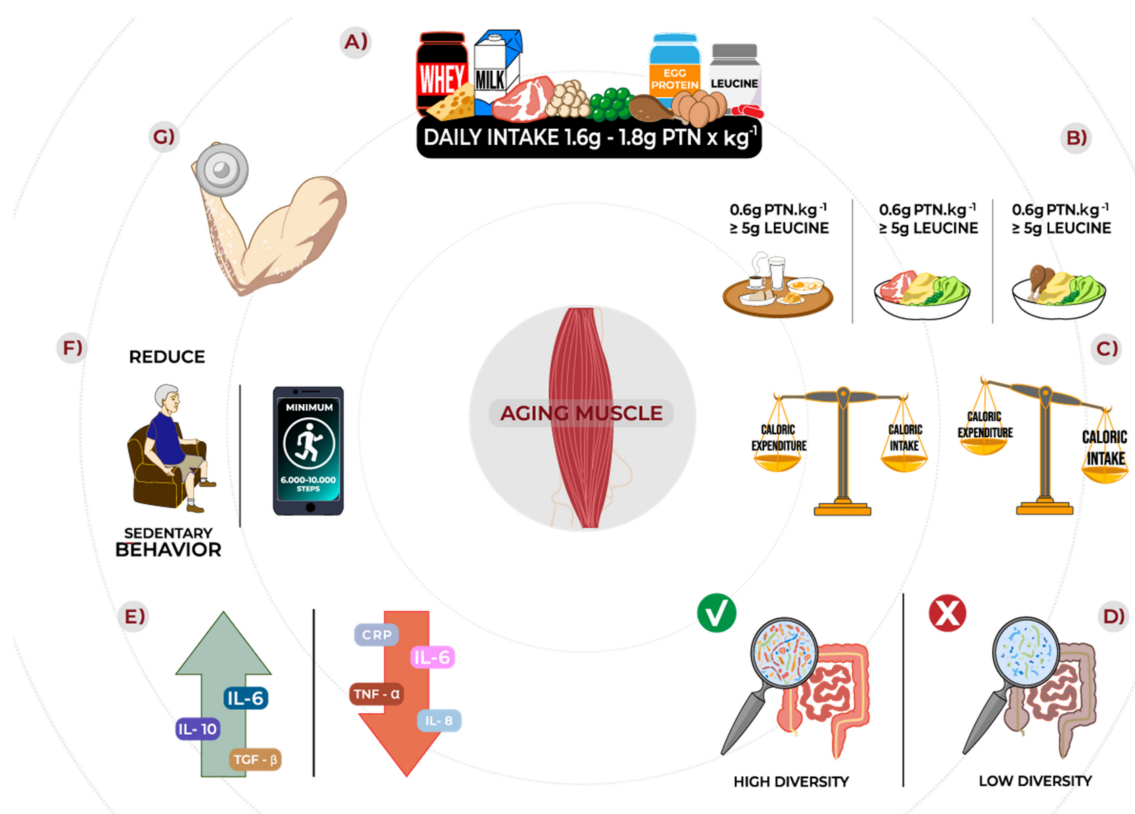 A)
WHEY
MILK
EGG
PROTEIN
LEUCINE
DAILY INTAKE 1.6g - 1.8g PTN x kg⁻¹
B)
0.6g PTN.kg⁻¹
≥ 5g LEUCINE
0.6g PTN.kg⁻¹
≥ 5g LEUCINE
0.6g PTN.kg⁻¹
≥ 5g LEUCINE
C)
CALORIC
EXPENDITURE
CALORIC
INTAKE
CALORIC
EXPENDITURE
CALORIC
INTAKE
D)
HIGH DIVERSITY
LOW DIVERSITY
E)
IL-6
IL- 10
TGF - β
CRP
IL-6
TNF - α
IL- 8
F)
REDUCE
SEDENTARY
BEHAVIOR
MINIMUM
6.000-10.000
STEPS
G)
AGING MUSCLE